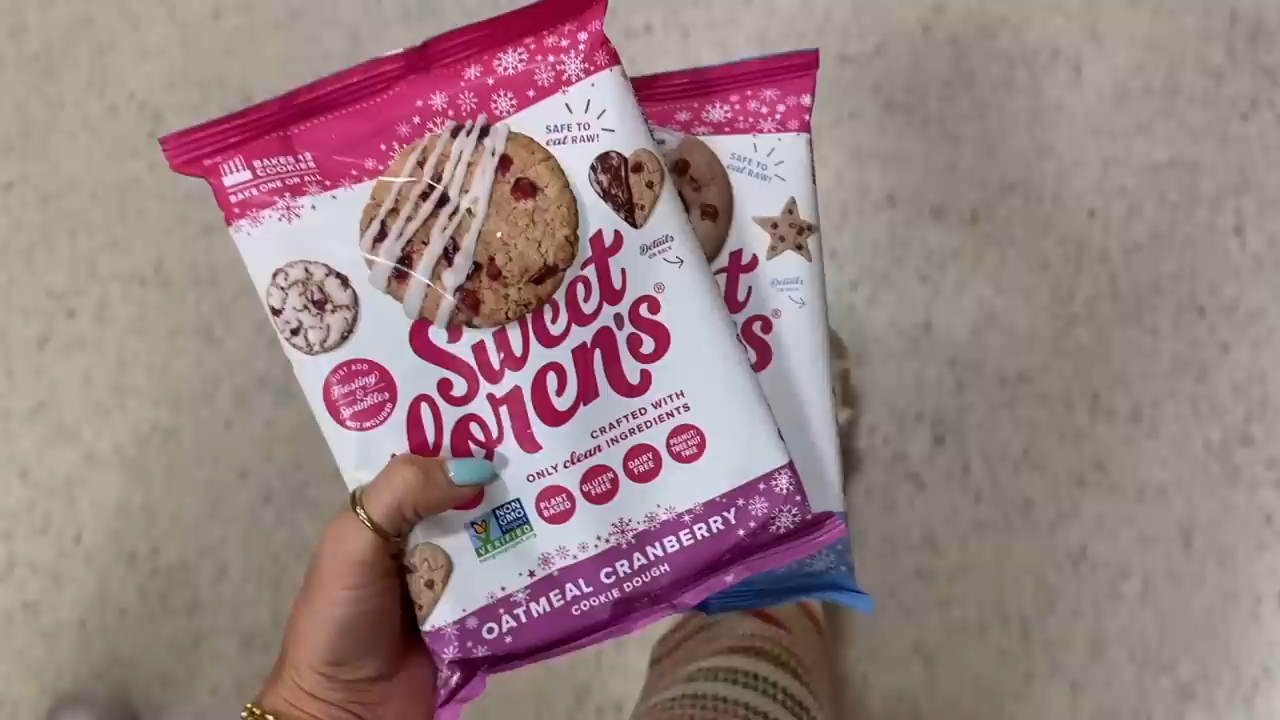 BAKES 12
COOKIES
BAKE ONE OR ALL
SAFE TO
eat RAW!
Details
ON BACK
Sweet
Loren's®
JUST ADD
Frosting
&
Sprinkles
NOT INCLUDED
CRAFTED WITH
ONLY clean INGREDIENTS
PLANT
BASED
GLUTEN
FREE
DAIRY
FREE
PEANUT/
TREE NUT
FREE
NON
GMO
Project
VERIFIED
nongmoproject.org
OATMEAL CRANBERRY
COOKIE DOUGH
SAFE TO
eat RAW!
Details
ON BACK
t
s®